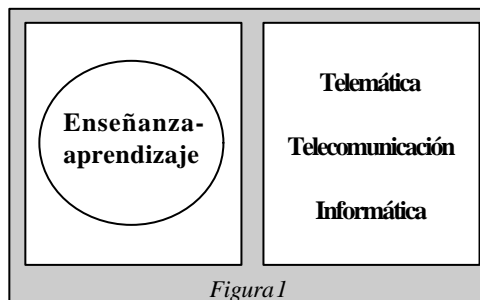 Enseñanza-
aprendizaje
Telemática
Telecomunicación
Informática
Figura 1